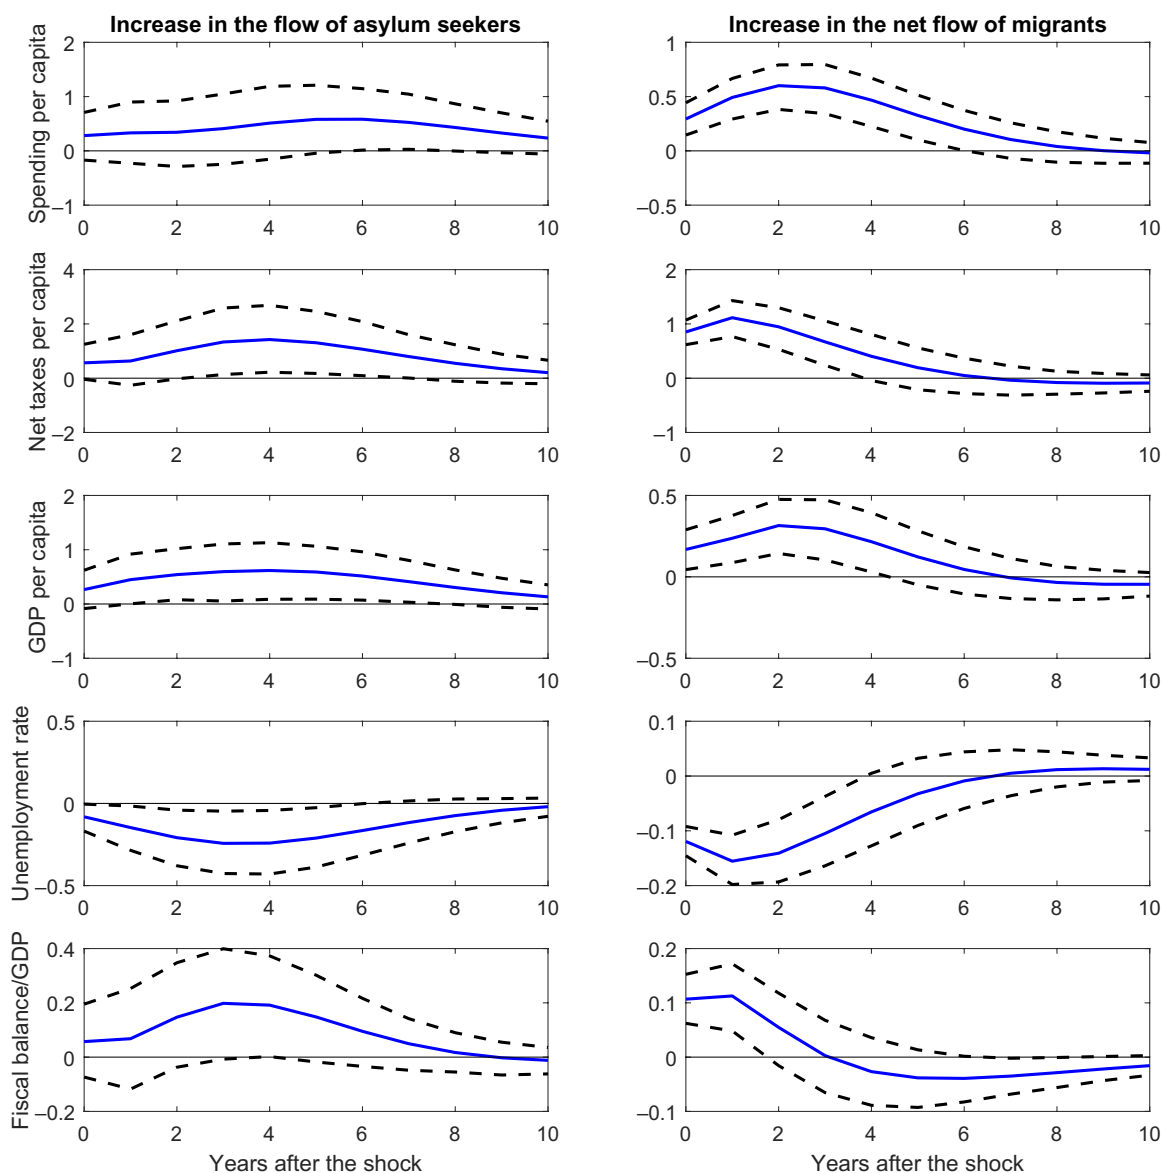 Increase in the flow of asylum seekers
Increase in the net flow of migrants
Spending per capita
2
1
0
–1
0 2 4 6 8 10
1
0.5
0
–0.5
0 2 4 6 8 10
Net taxes per capita
4
2
0
–2
0 2 4 6 8 10
2
1
0
–1
0 2 4 6 8 10
GDP per capita
2
1
0
–1
0 2 4 6 8 10
0.5
0
–0.5
0 2 4 6 8 10
Unemployment rate
0.5
0
–0.5
0 2 4 6 8 10
0.1
0
–0.1
–0.2
0 2 4 6 8 10
Fiscal balance/GDP
0.4
0.2
0
–0.2
0 2 4 6 8 10
Years after the shock
0.2
0.1
0
–0.1
0 2 4 6 8 10
Years after the shock